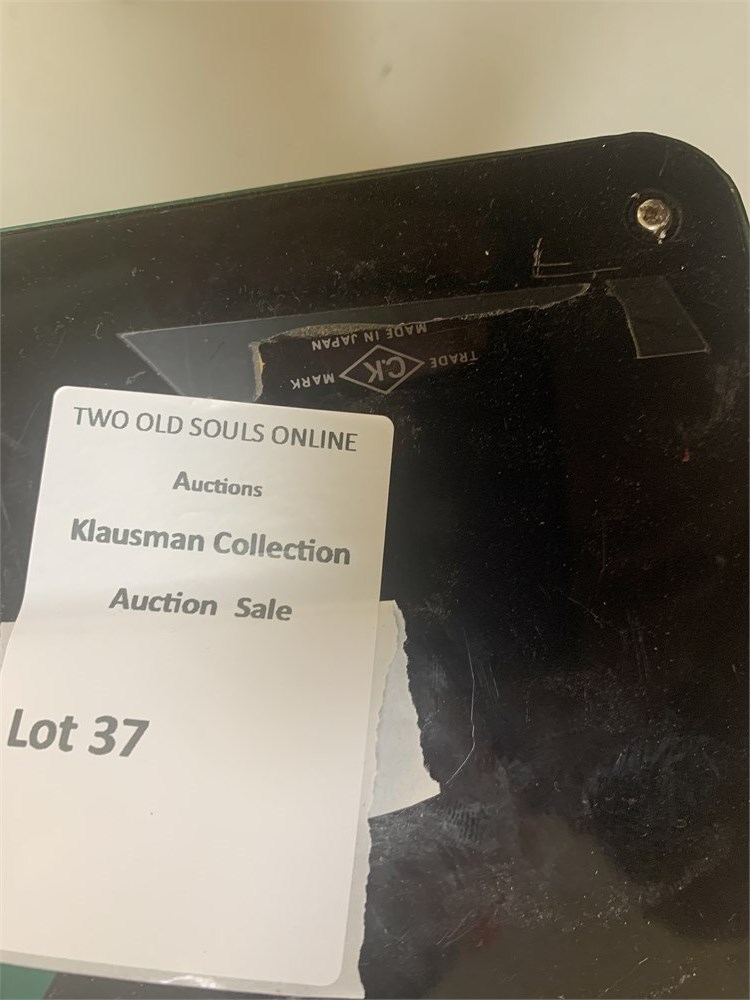 MADE IN JAPAN
TRADE C.K MARK
TWO OLD SOULS ONLINE
Auctions
Klausman Collection
Auction Sale
Lot 37